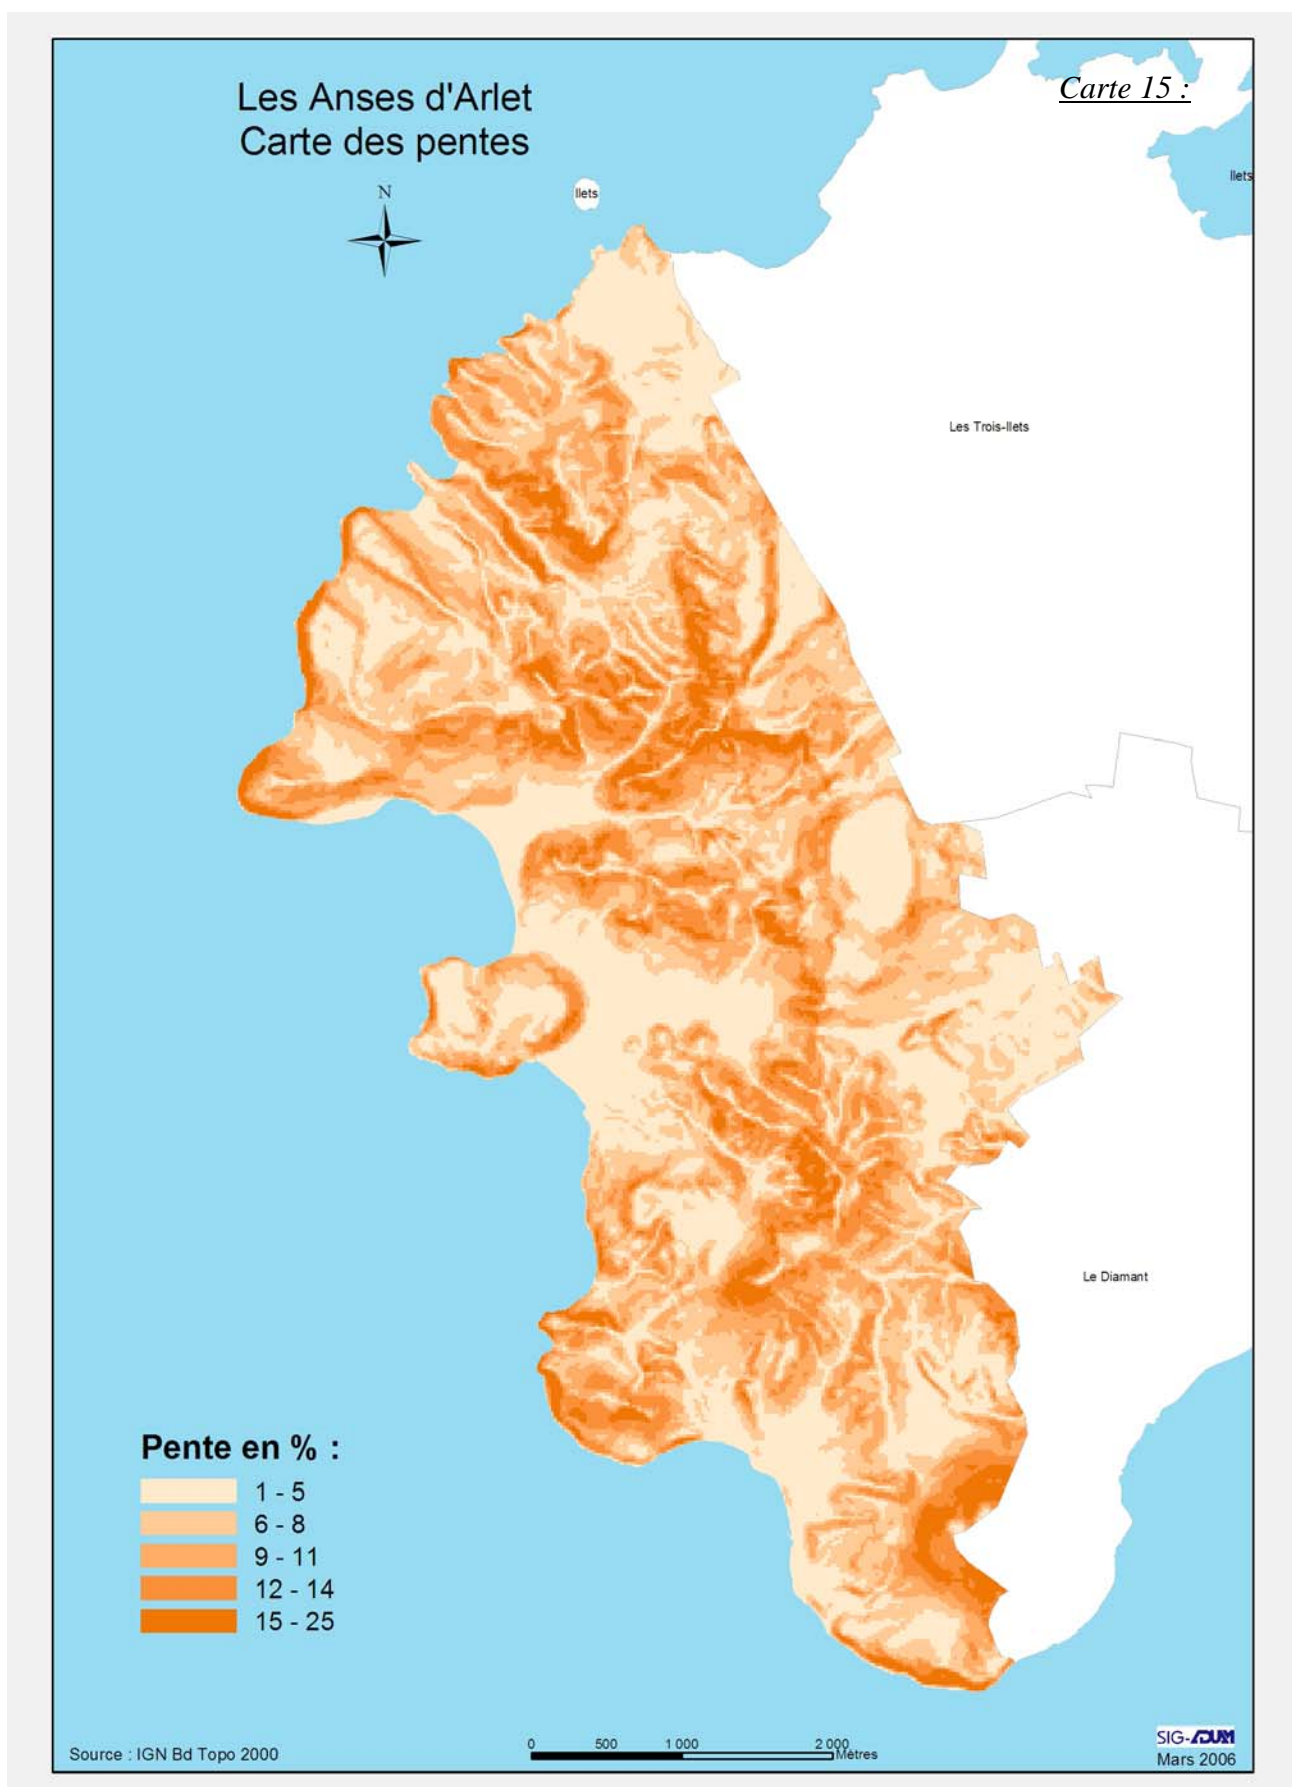 Les Anses d'Arlet
Carte des pentes
Carte 15 :
N
Ilets
Ilets
Les Trois-Ilets
Le Diamant
Pente en % :
1 - 5
6 - 8
9 - 11
12 - 14
15 - 25
Source : IGN Bd Topo 2000
0 500 1 000 2 000
Mètres
SIG-ADUAM
Mars 2006